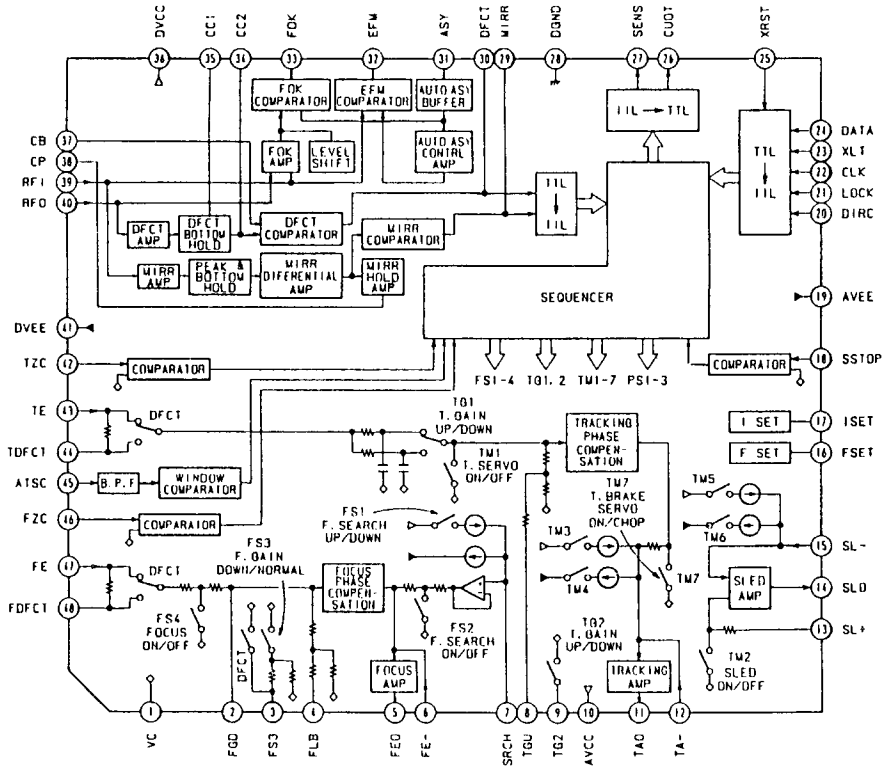 DVCC
CC1
CC2
FOK
EFM
ASY
DFCT
MIRR
DGND
SENS
CUOT
XRST
36
35
34
33
32
31
30
29
28
27
26
25
FOK
COMPARATOR
EFM
COMPARATOR
AUTO ASY
BUFFER
IIL → TTL
CB
37
CP
38
RFI
39
RFO
40
FOK
AMP
LEVEL
SHIFT
AUTO ASY
CONTRL AMP
TTL
IIL
TTL
IIL
24
DATA
23
XLT
22
CLK
21
LOCK
20
DIRC
DFCT
AMP
DFCT
BOTTOM
HOLD
DFCT
COMPARATOR
MIRR
COMPARATOR
MIRR
AMP
PEAK &
BOTTOM
HOLD
MIRR
DIFERENTIAL
AMP
MIRR
HOLD
AMP
SEQUENCER
19
AVEE
DVEE
41
TZC
42
COMPARATOR
FS1-4
TG1, 2
TM1-7
PS1-3
COMPARATOR
18
SSTOP
TE
43
DFCT
TG1
T. GAIN
UP/DOWN
TRACKING
PHASE
COMPEN-
SATION
I SET
17
ISET
TDFCT
44
TM1
T. SERVO
ON/OFF
F SET
16
FSET
ATSC
45
B.P.F
WINDOW
COMPARATOR
FS1
F. SEARCH
UP/DOWN
TM7
T. BRAKE
SERVO
ON/CHOP
TM5
FZC
46
COMPARATOR
FS3
F. GAIN
DOWN/NORMAL
TM3
TM6
15
SL-
FE
47
DFCT
FOCUS
PHASE
COMPEN-
SATION
TM4
TM7
SLED
AMP
14
SLO
FDFCT
48
FS4
FOCUS
ON/OFF
DFCT
FS2
F. SEARCH
ON/OFF
TG2
T. GAIN
UP/DOWN
13
SL+
FOCUS
AMP
TRACKING
AMP
TM2
SLED
ON/OFF
1
2
3
4
5
6
7
8
9
10
11
12
VC
FGD
FS3
FLB
FEO
FE-
SRCH
TGU
TG2
AVCC
TAO
TA-